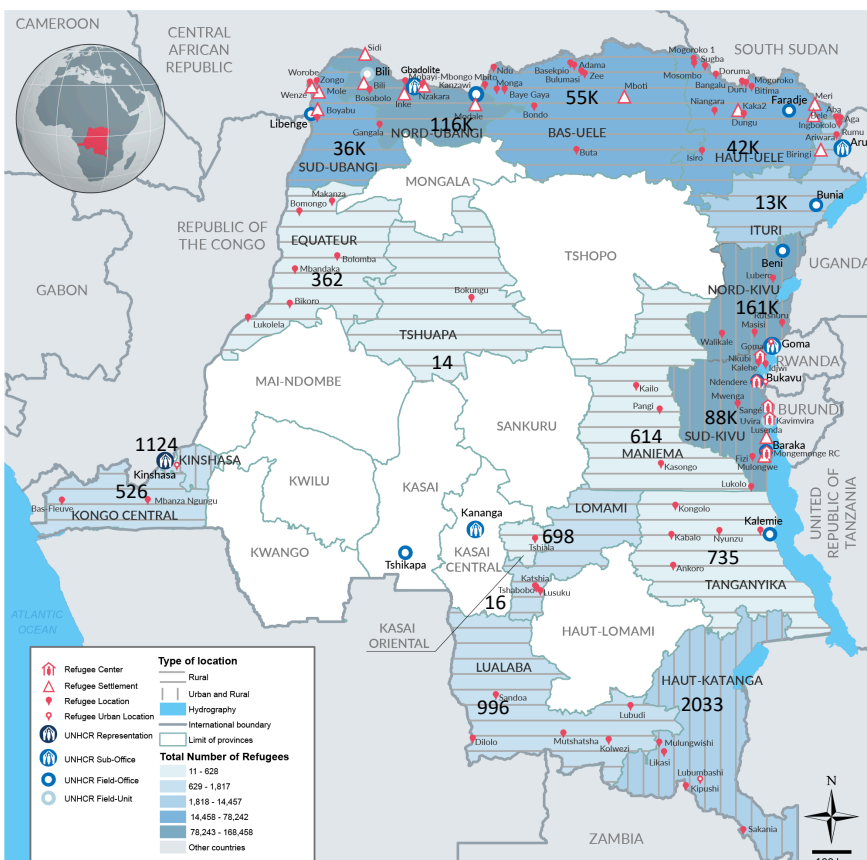 CAMEROON
CENTRAL
AFRICAN
REPUBLIC
SOUTH SUDAN
Sidi
Bili
Bili
Gbadolite
Mobayi-Mbongo
Mbito
Ndu
Zongo
Worobe
Wenze
Mole
Bosobolo
Inke
Nzakara
Kanzawi
Monga
Baye Gaya
Boyabu
Libenge
Gangala
Modale
116K
NORD-UBANGI
36K
SUD-UBANGI
Basekpio
Bulumasi
Adama
Zee
55K
Mboti
Bondo
BAS-UELE
Buta
Mogoroko 1
Sugba
Mosombo
Bangalu
Doruma
Duru
Mogoroko
Bitima
Niangara
Kaka2
Dungu
Faradje
Meri
Bele
Aba
Aga
Ingbokolo
Rumu
Ariwara
Aru
Biringi
Isiro
42K
HAUT-UELE
13K
Bunia
ITURI
MONGALA
Makanza
Bomongo
REPUBLIC OF
THE CONGO
EQUATEUR
Bolomba
Mbandaka
362
Bikoro
Lukolela
Bokungu
TSHUAPA
14
TSHOPO
GABON
UGANDA
Beni
Lubero
NORD-KIVU
161K
Rutshuru
Masisi
Walikale
Goma
Goma
RWANDA
Nkubi
Kalehe
Idjwi
Ndendere
Bukavu
Mwenga
Sange
BURUNDI
88K
Uvira
Kavimvira
SUD-KIVU
Lusenda
Baraka
Fizi
Mongemonge RC
Mulongwe
Lukolo
Kailo
Pangi
614
MANIEMA
Kasongo
MAI-NDOMBE
SANKURU
1124
KINSHASA
Kinshasa
526
Bas-Fleuve
Mbanza Ngungu
KONGO CENTRAL
KWILU
KASAI
KWANGO
Tshikapa
Kananga
KASAI
CENTRAL
LOMAMI
698
Tshiala
Katshia
Tshabobo
Lusuku
16
KASAI
ORIENTAL
Kongolo
Kalemie
Kabalo
Nyunzu
735
Ankoro
TANGANYIKA
UNITED
REPUBLIC OF
TANZANIA
ATLANTIC
OCEAN
HAUT-LOMAMI
LUALABA
Sandoa
996
Dilolo
Mutshatsha
Kolwezi
Lubudi
HAUT-KATANGA
2033
Mulungwishi
Likasi
Lubumbashi
Kipushi
Sakania
ZAMBIA
Refugee Center
Refugee Settlement
Refugee Location
Refugee Urban Location
UNHCR Representation
UNHCR Sub-Office
UNHCR Field-Office
UNHCR Field-Unit
Type of location
Rural
Urban and Rural
Hydrography
International boundary
Limit of provinces
Total Number of Refugees
11 - 628
629 - 1,817
1,818 - 14,457
14,458 - 78,242
78,243 - 168,458
Other countries
N